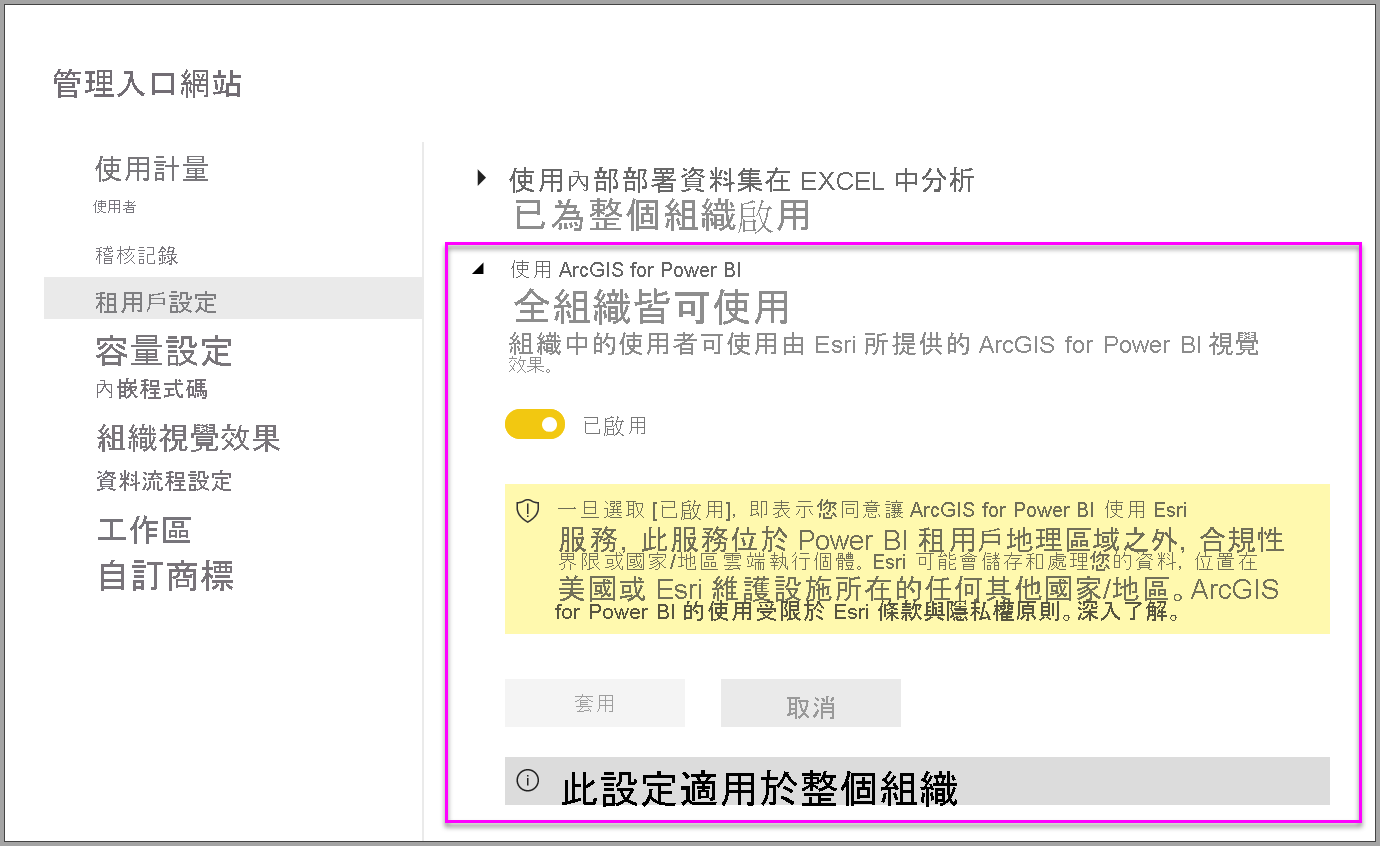 管理入口網站
使用計量
使用者
稽核記錄
租用戶設定
容量設定
內嵌程式碼
組織視覺效果
資料流程設定
工作區
自訂商標
使用內部部署資料集在 EXCEL 中分析
已為整個組織啟用
使用 ArcGIS for Power BI
全組織皆可使用
組織中的使用者可使用由 Esri 所提供的 ArcGIS for Power BI 視覺
效果。
已啟用
一旦選取 [已啟用], 即表示您同意讓 ArcGIS for Power BI 使用 Esri
服務, 此服務位於 Power BI 租用戶地理區域之外, 合規性
界限或國家/地區雲端執行個體。Esri 可能會儲存和處理您的資料, 位置在
美國或 Esri 維護設施所在的任何其他國家/地區。ArcGIS
for Power BI 的使用受限於 Esri 條款與隱私權原則。深入了解。
套用
取消
此設定適用於整個組織